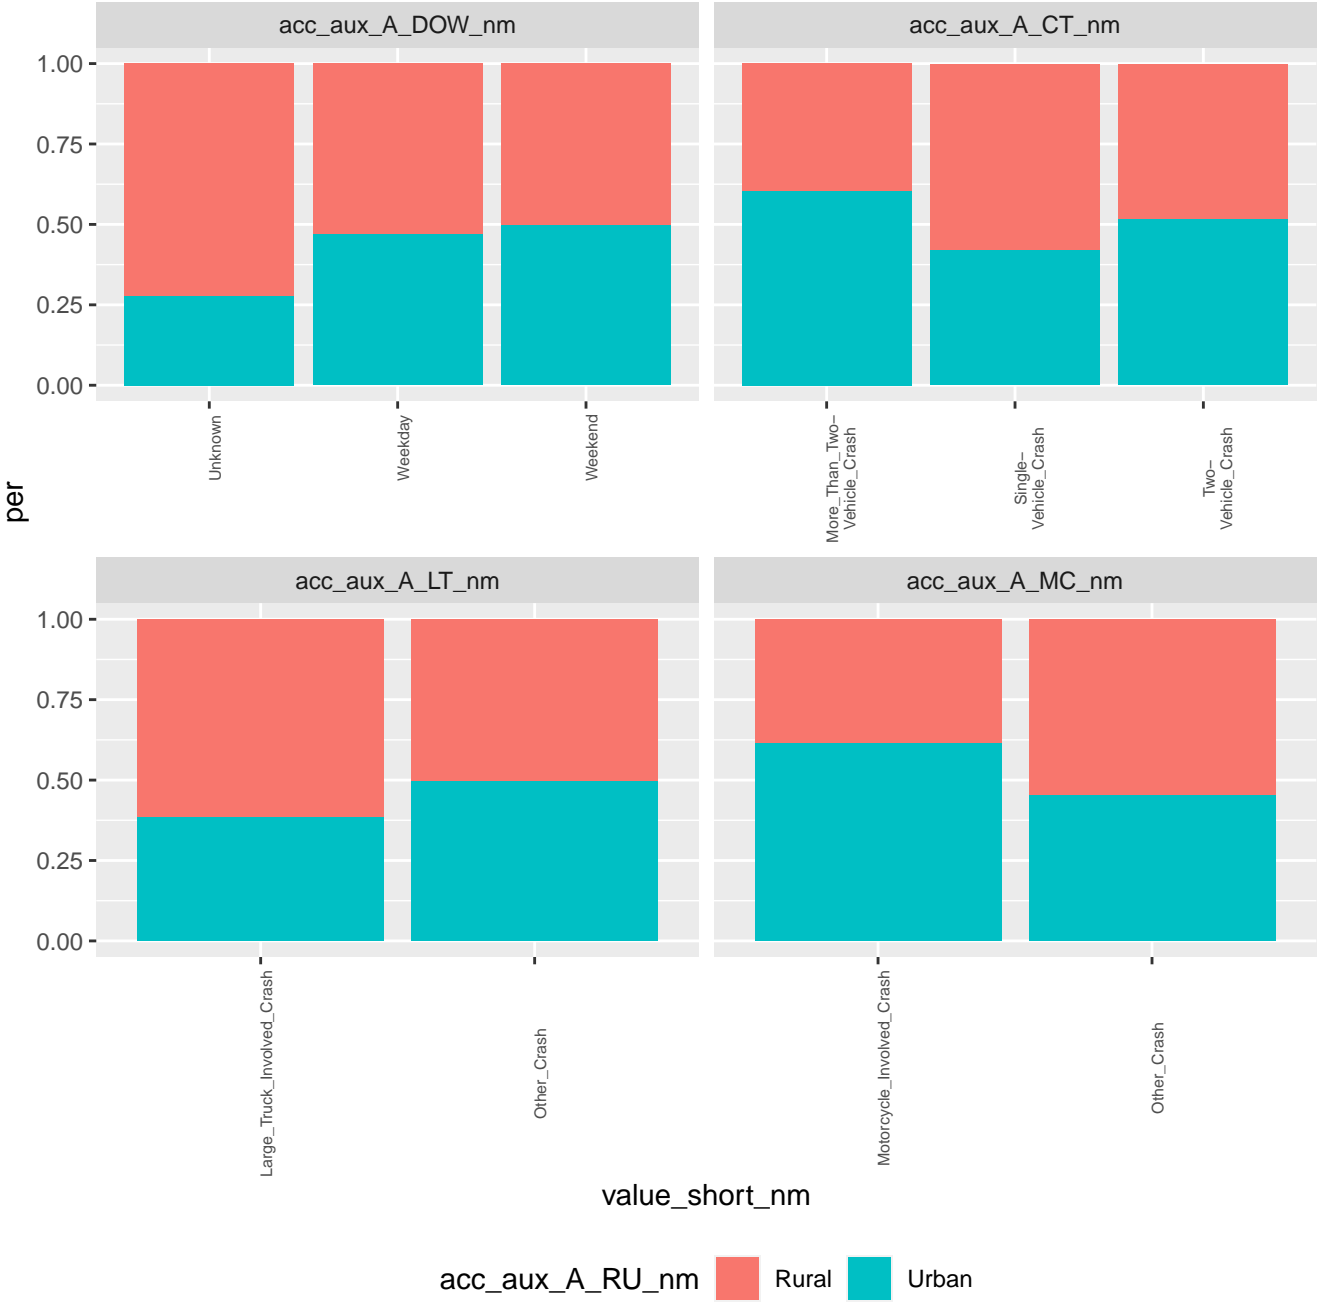 acc_aux_A_DOW_nm
acc_aux_A_CT_nm
1.00
0.75
0.50
0.25
0.00
Unknown
Weekday
Weekend
More_Than_Two−
Vehicle_Crash
Single−
Vehicle_Crash
Two−
Vehicle_Crash
per
acc_aux_A_LT_nm
acc_aux_A_MC_nm
1.00
0.75
0.50
0.25
0.00
Large_Truck_Involved_Crash
Other_Crash
Motorcycle_Involved_Crash
Other_Crash
value_short_nm
acc_aux_A_RU_nm Rural Urban